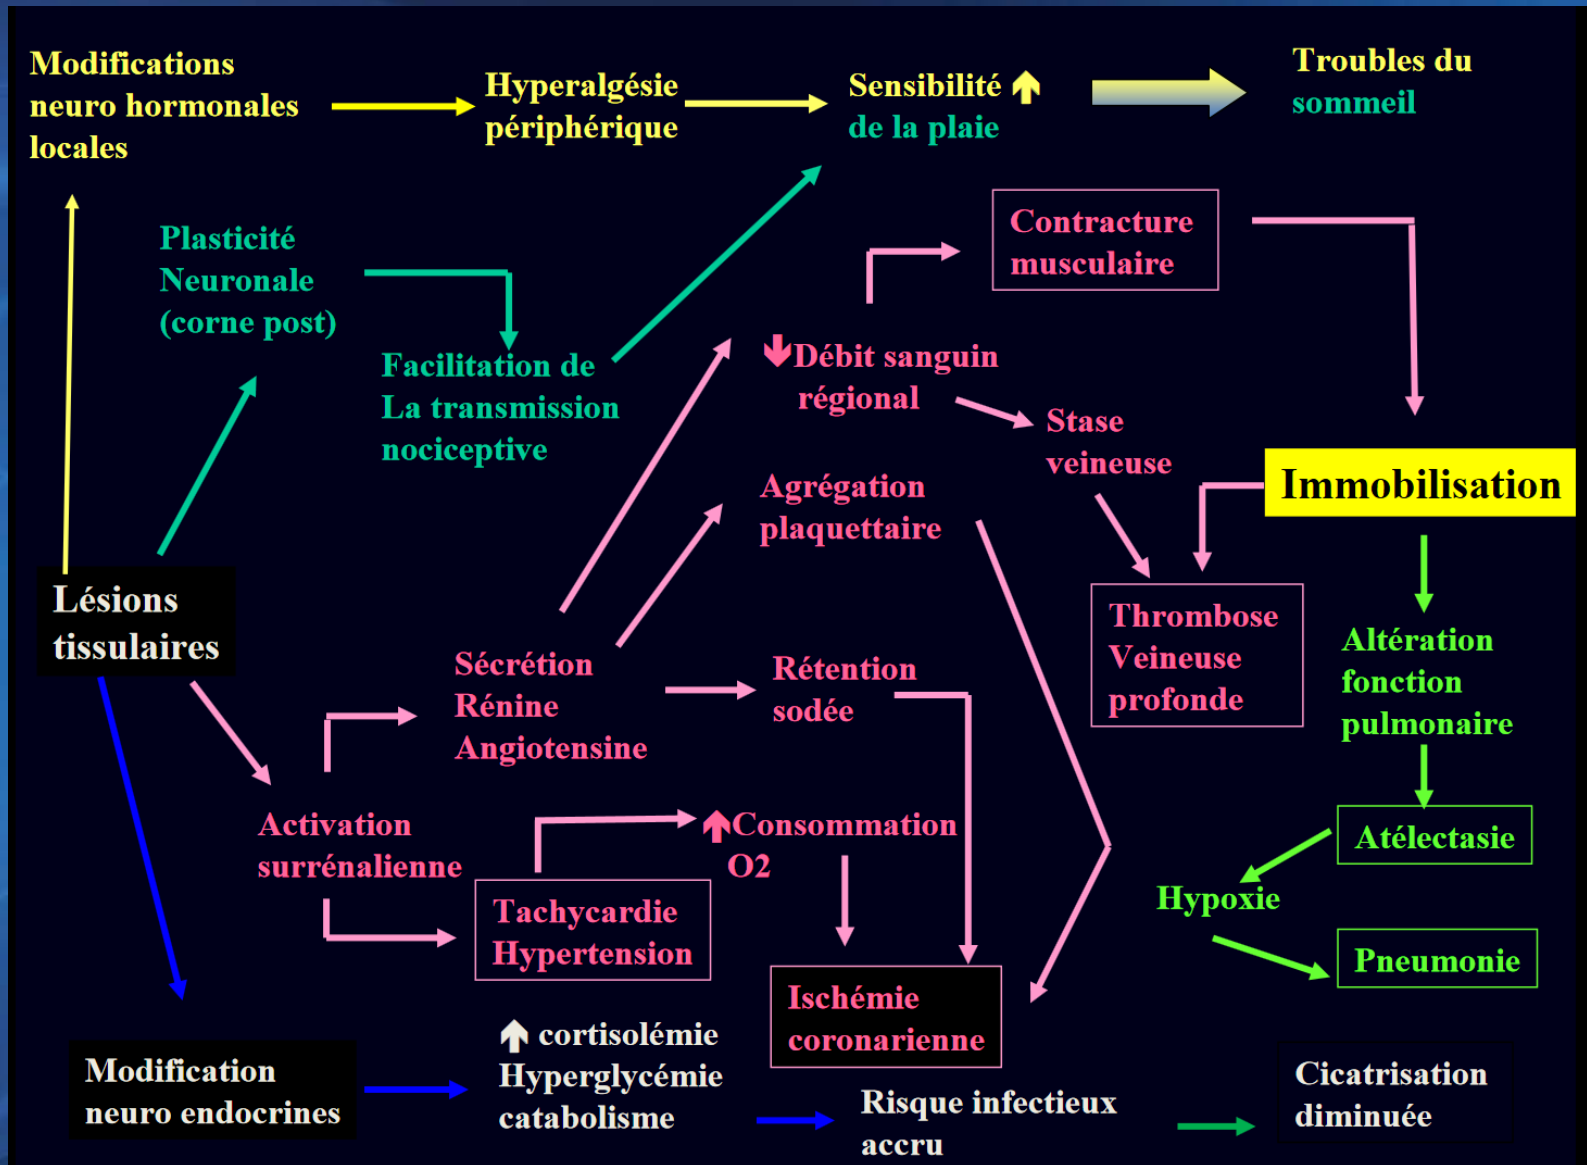 Modifications
neuro hormonales
locales
Hyperalgésie
périphérique
Sensibilité
de la plaie
Troubles du
sommeil
Plasticité
Neuronale
(corne post)
Contracture
musculaire
Facilitation de
La transmission
nociceptive
Débit sanguin
régional
Stase
veineuse
Agrégation
plaquettaire
Immobilisation
Lésions
tissulaires
Thrombose
Veineuse
profonde
Altération
fonction
pulmonaire
Sécrétion
Rénine
Angiotensine
Rétention
sodée
Activation
surrénalienne
Consommation
O2
Atélectasie
Hypoxie
Tachycardie
Hypertension
Pneumonie
Ischémie
coronarienne
Modification
neuro endocrines
cortisolémie
Hyperglycémie
catabolisme
Risque infectieux
accru
Cicatrisation
diminuée